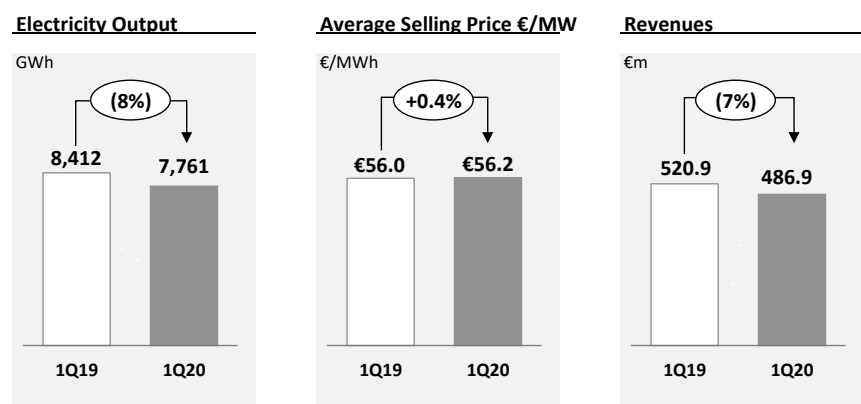 Electricity Output
GWh
(8%)
8,412
7,761
1Q19
1Q20
Average Selling Price €/MW
€/MWh
+0.4%
€56.0
€56.2
1Q19
1Q20
Revenues
€m
(7%)
520.9
486.9
1Q19
1Q20